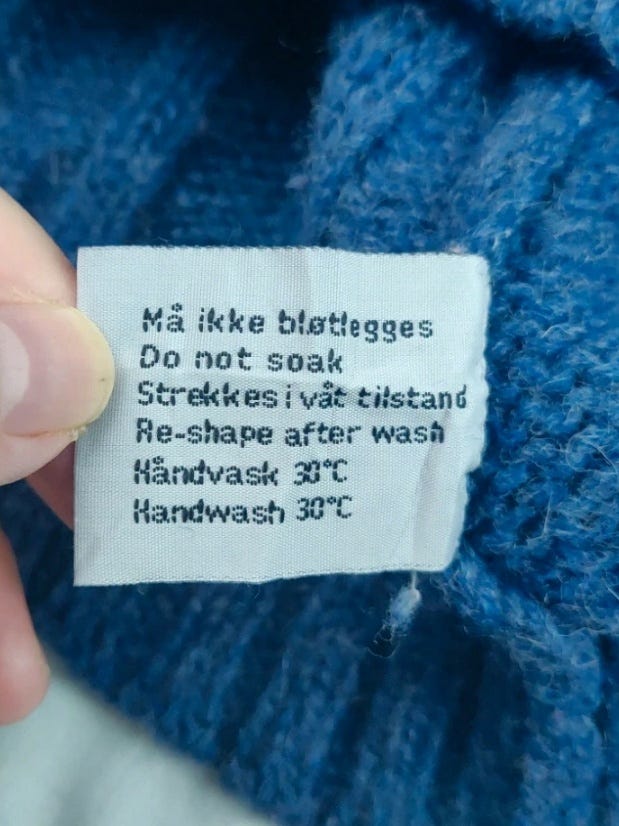 Må ikke bløtlegges
Do not soak
Strekkes i våt tilstand
Re-shape after wash
Håndvask 30°C
Handwash 30°C